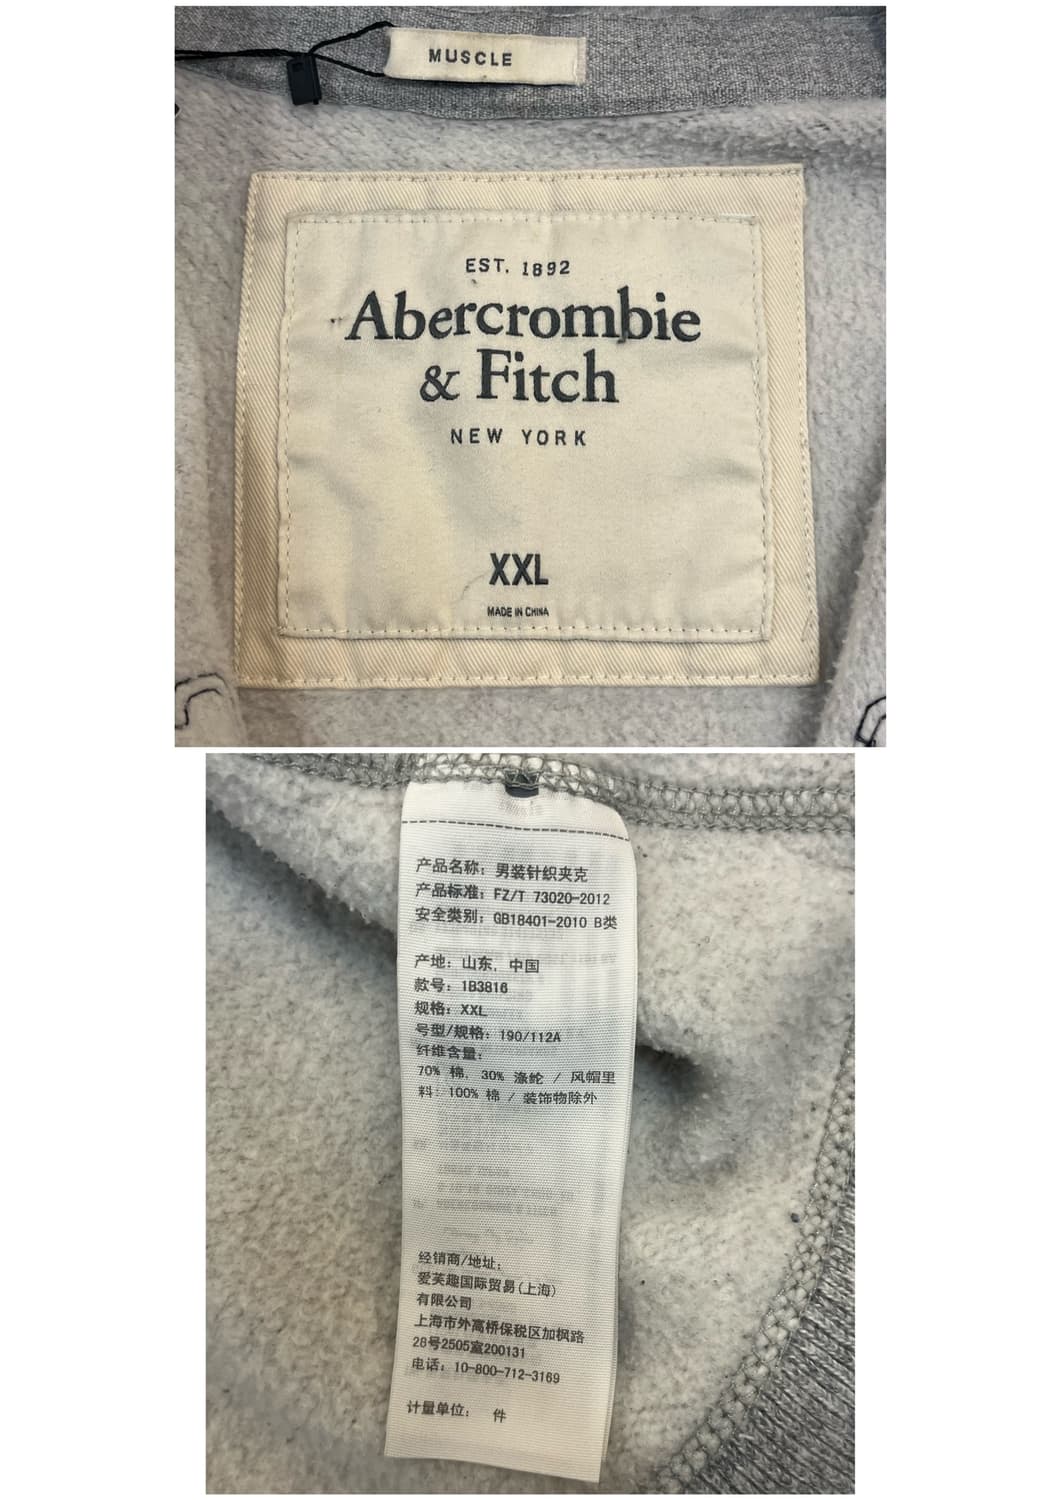 MUSCLE
EST. 1892
Abercrombie
& Fitch
NEW YORK
XXL
MADE IN CHINA
产品名称：男装针织夹克
产品标准：FZ/T 73020-2012
安全类别：GB18401-2010 B类
产地：山东，中国
款号：1B3816
规格：XXL
号型/规格：190/112A
纤维含量：
70% 棉，30% 涤纶 / 风帽里
料：100% 棉 / 装饰物除外
经销商/地址：
爱芙趣国际贸易(上海)
有限公司
上海市外高桥保税区加枫路
28号2505室200131
电话：10-800-712-3169
计量单位： 件